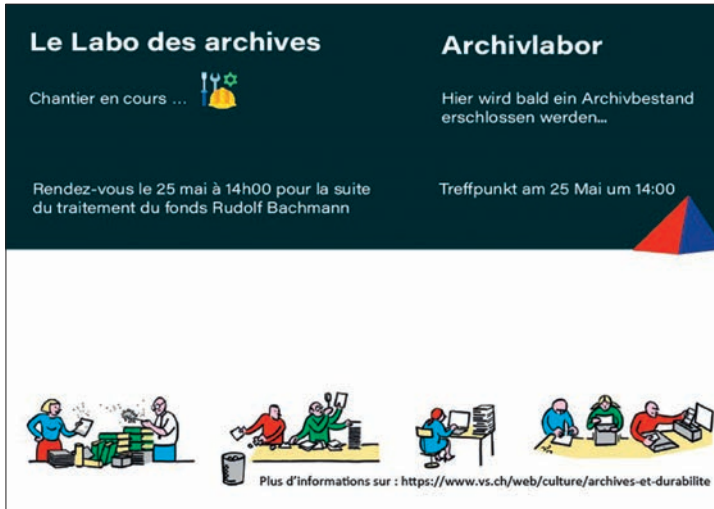 Le Labo des archives
Chantier en cours ...
Rendez-vous le 25 mai à 14h00 pour la suite
du traitement du fonds Rudolf Bachmann
Archivlabor
Hier wird bald ein Archivbestand
erschlossen werden...
Treffpunkt am 25 Mai um 14:00
Plus d'informations sur : https://www.vs.ch/web/culture/archives-et-durabilite